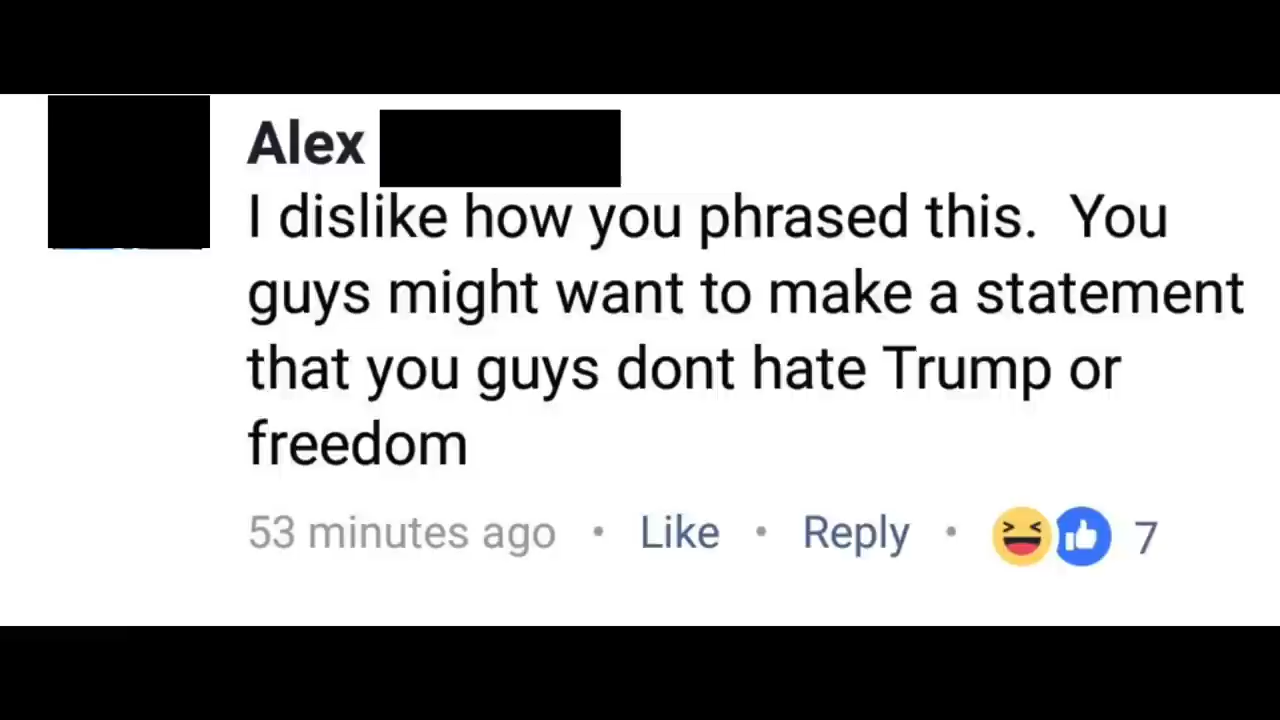 Alex
I dislike how you phrased this.  You
guys might want to make a statement
that you guys dont hate Trump or
freedom
53 minutes ago • Like • Reply • 7